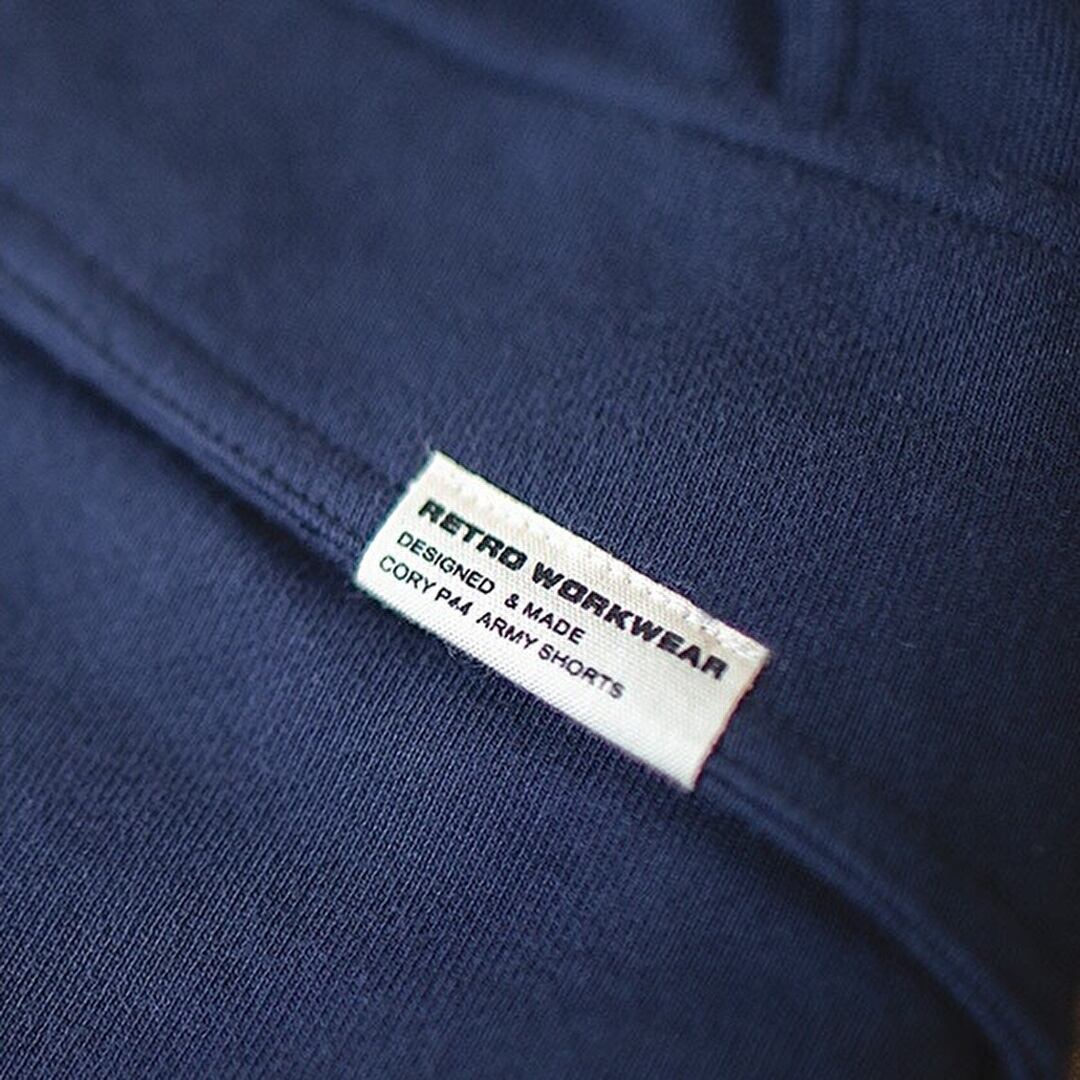 RETRO WORKWEAR
DESIGNED & MADE
CORY P44 ARMY SHORTS